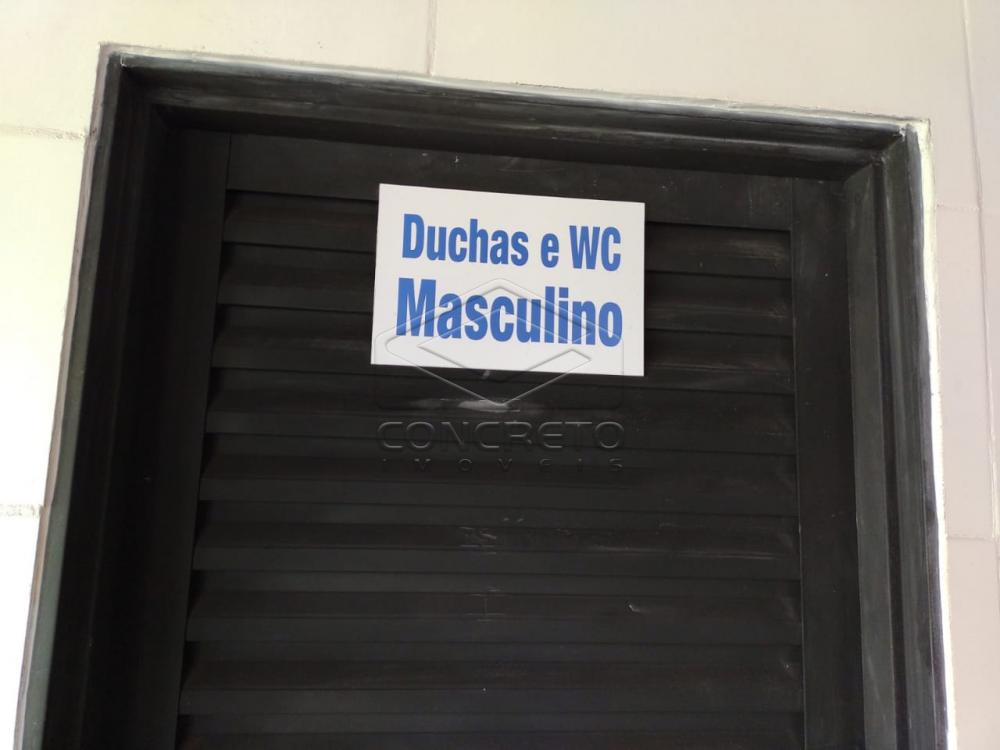 Duchas e WC
Masculino
CONCRETO
IMOVEIS